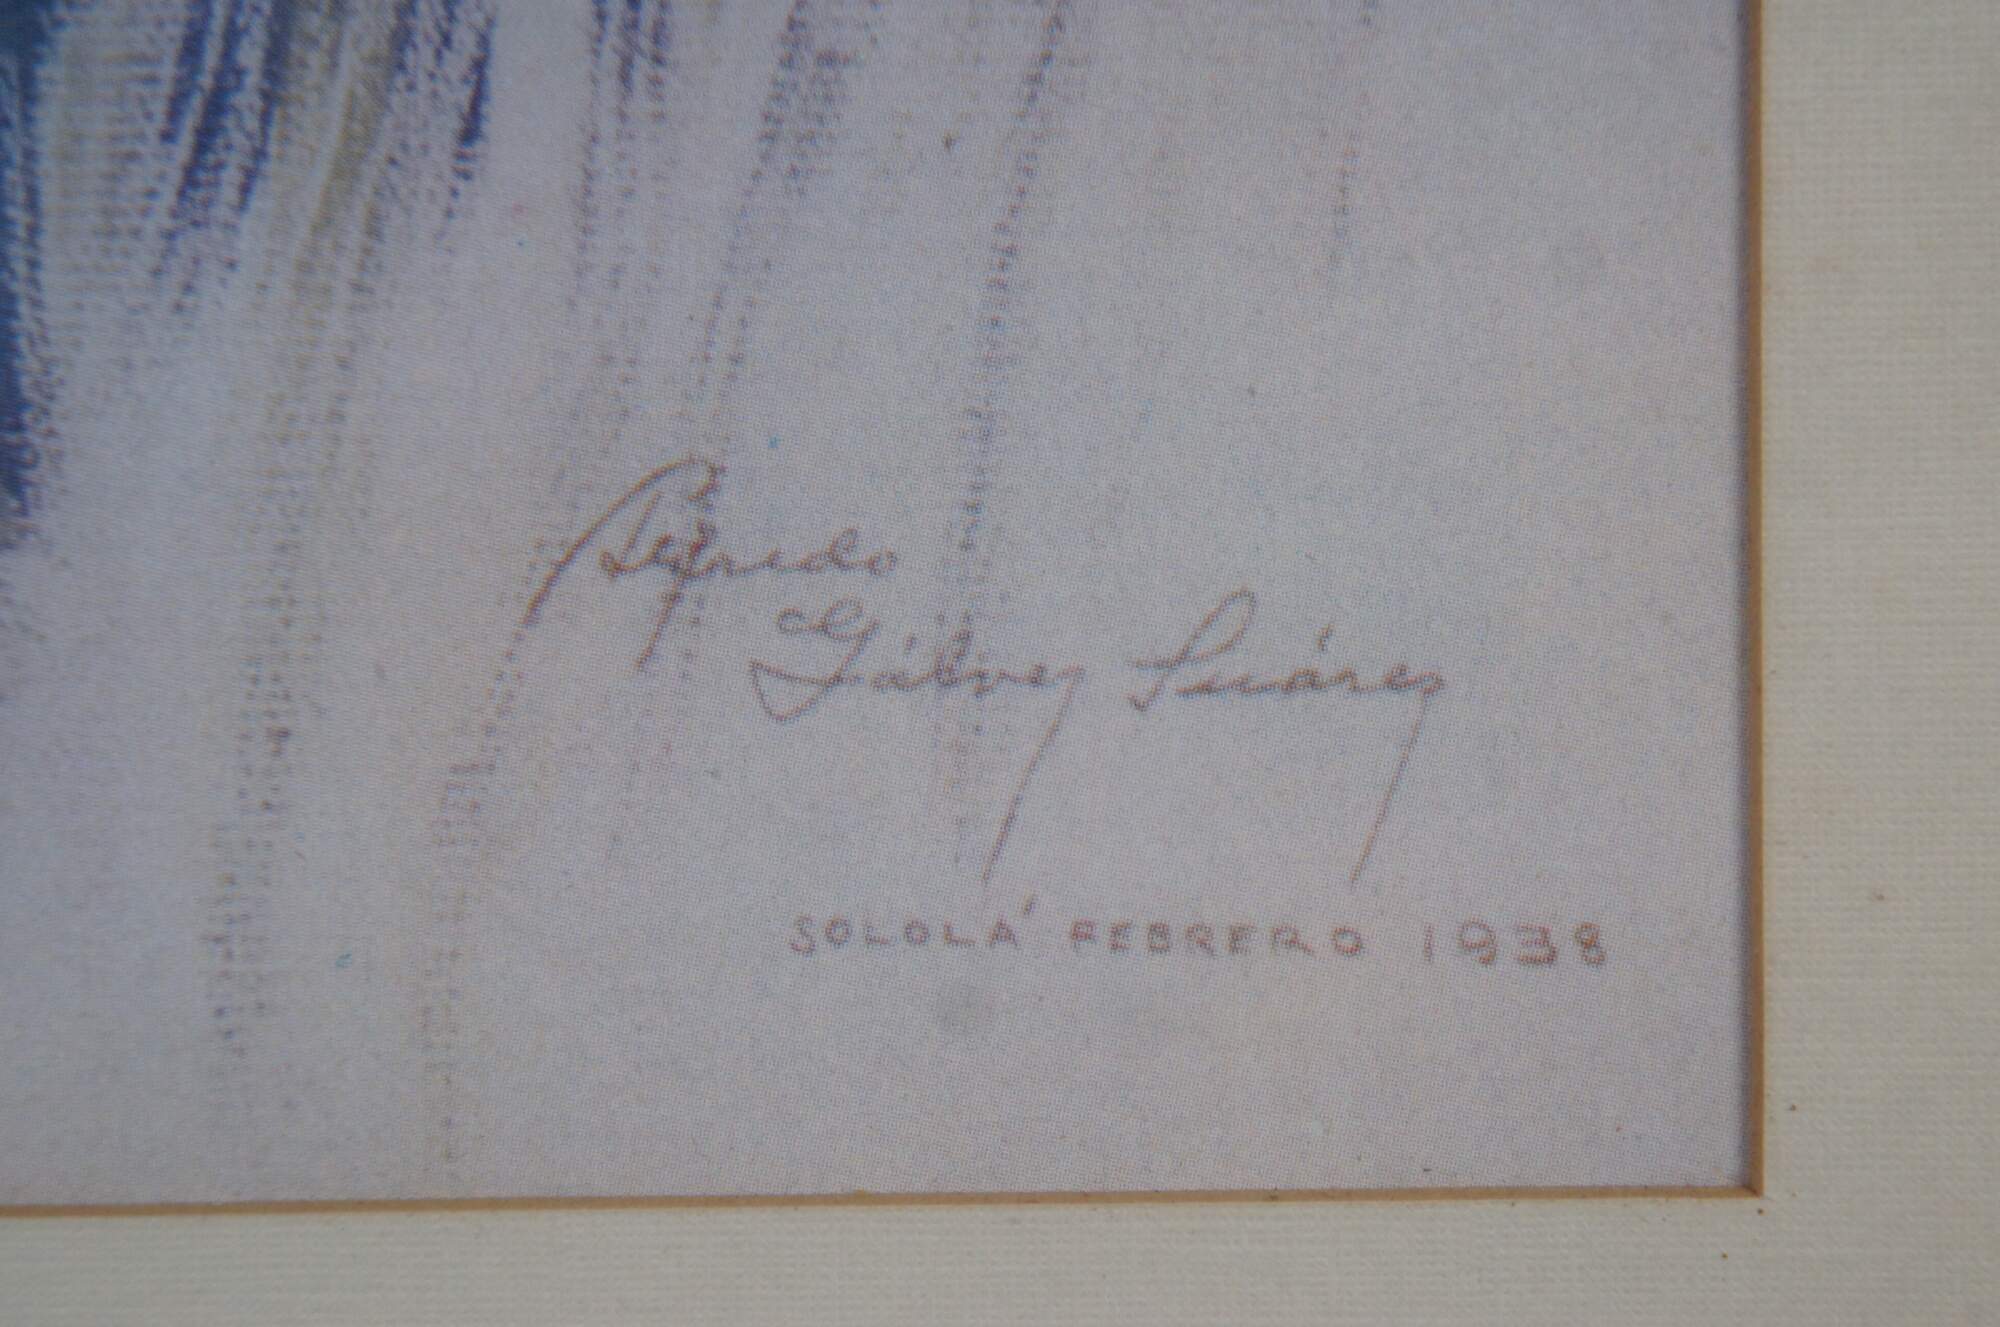 Alfredo
Gálvez Suárez
SOLOLÁ FEBRERO 1938